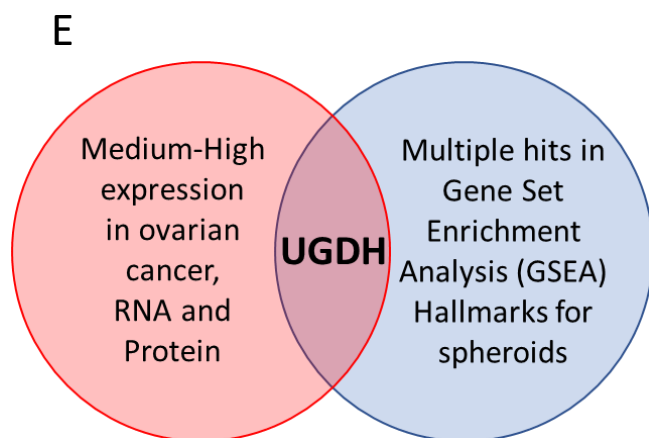 E
Medium-High
expression
in ovarian
cancer,
RNA and
Protein
UGDH
Multiple hits in
Gene Set
Enrichment
Analysis (GSEA)
Hallmarks for
spheroids